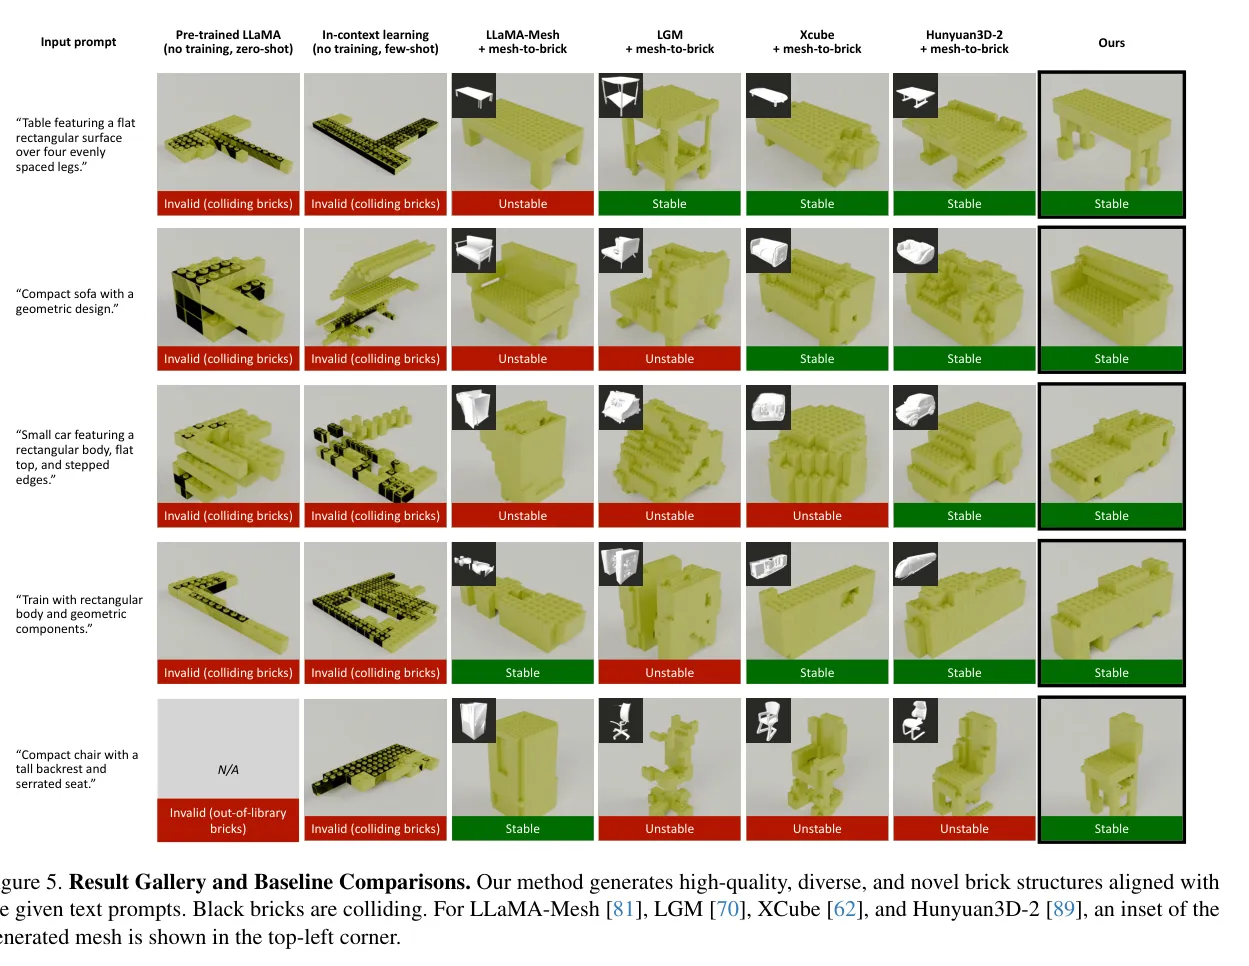 Input prompt
Pre-trained LLaMA
(no training, zero-shot)
In-context learning
(no training, few-shot)
LLaMA-Mesh
+ mesh-to-brick
LGM
+ mesh-to-brick
Xcube
+ mesh-to-brick
Hunyuan3D-2
+ mesh-to-brick
Ours
“Table featuring a flat
rectangular surface
over four evenly
spaced legs.”
Invalid (colliding bricks)
Invalid (colliding bricks)
Unstable
Stable
Stable
Stable
Stable
“Compact sofa with a
geometric design.”
Invalid (colliding bricks)
Invalid (colliding bricks)
Unstable
Unstable
Stable
Stable
Stable
“Small car featuring a
rectangular body, flat
top, and stepped
edges.”
Invalid (colliding bricks)
Invalid (colliding bricks)
Unstable
Unstable
Unstable
Stable
Stable
“Train with rectangular
body and geometric
components.”
Invalid (colliding bricks)
Invalid (colliding bricks)
Stable
Unstable
Stable
Stable
Stable
“Compact chair with a
tall backrest and
serrated seat.”
N/A
Invalid (out-of-library
bricks)
Invalid (colliding bricks)
Stable
Unstable
Unstable
Unstable
Stable
igure 5. Result Gallery and Baseline Comparisons. Our method generates high-quality, diverse, and novel brick structures aligned with
e given text prompts. Black bricks are colliding. For LLaMA-Mesh [81], LGM [70], XCube [62], and Hunyuan3D-2 [89], an inset of the
enerated mesh is shown in the top-left corner.